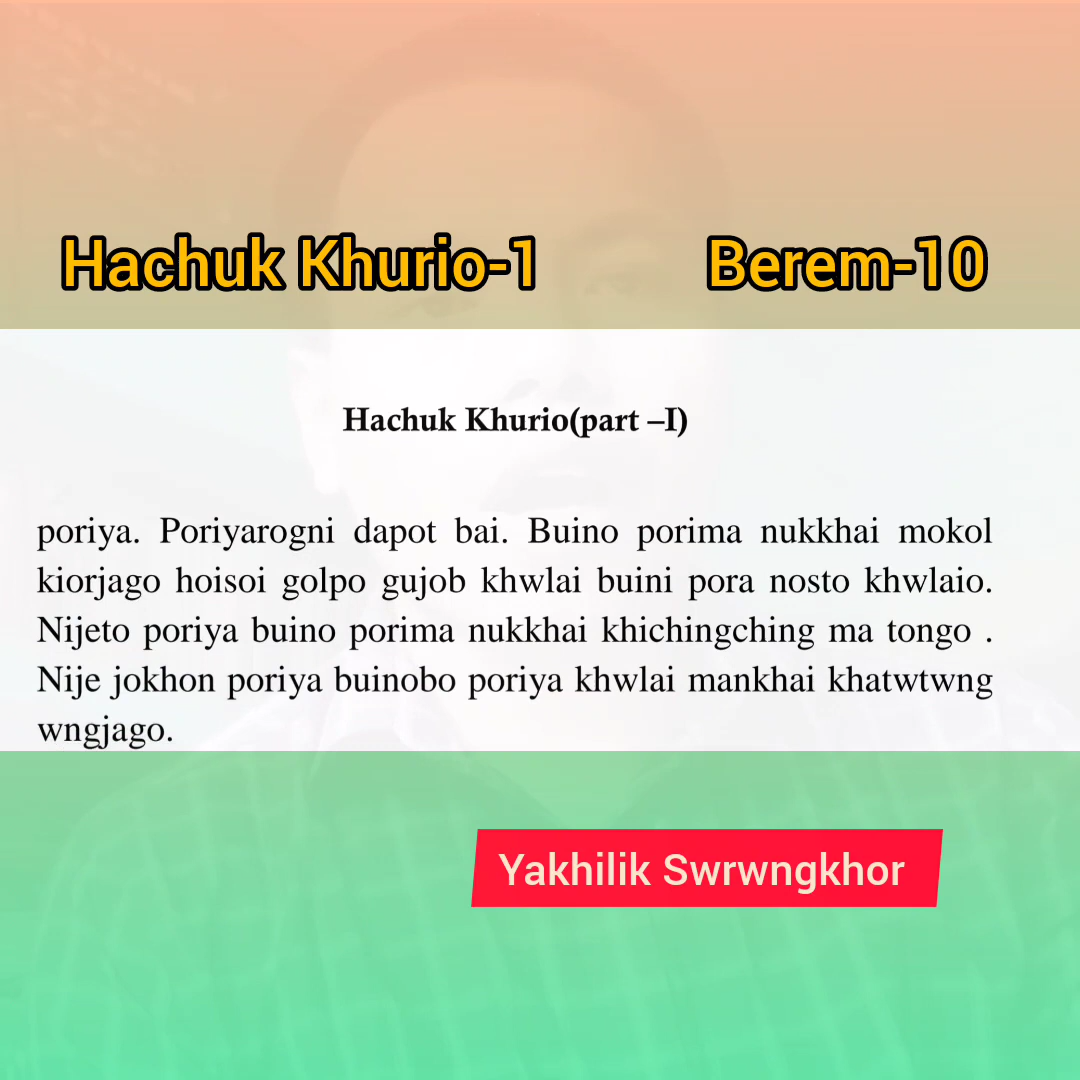 Hachuk Khurio-1 Berem-10
Hachuk Khurio(part –I)
poriya. Poriyarogni dapot bai. Buino porima nukkhai mokol
kiorjago hoisoi golpo gujob khwlai buini pora nosto khwlaio.
Nijeto poriya buino porima nukkhai khichingching ma tongo .
Nije jokhon poriya buinobo poriya khwlai mankhai khatwtwng
wngjago.
Yakhilik Swrwngkhor